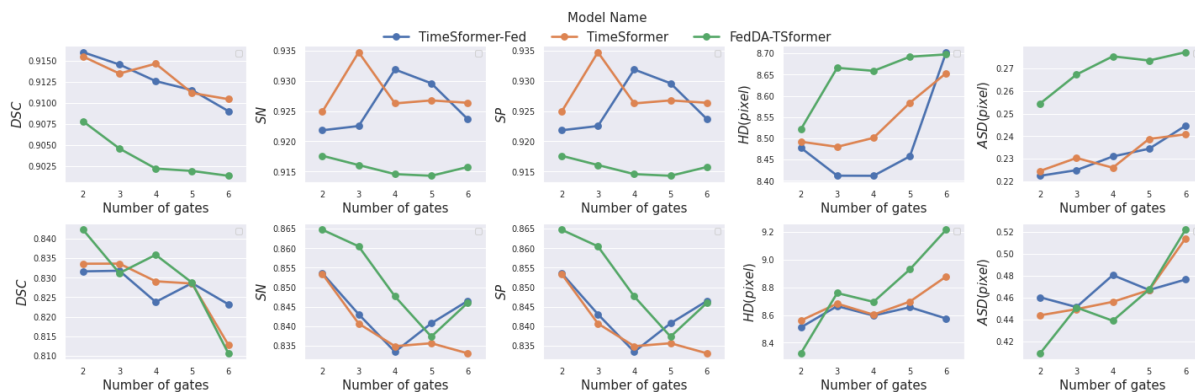 Model Name
TimeSformer-Fed TimeSformer FedDA-TSformer
DSC
0.9150
0.9125
0.9100
0.9075
0.9050
0.9025
2 3 4 5 6
Number of gates
SN
0.935
0.930
0.925
0.920
0.915
2 3 4 5 6
Number of gates
SP
0.935
0.930
0.925
0.920
0.915
2 3 4 5 6
Number of gates
HD(pixel)
8.70
8.65
8.60
8.55
8.50
8.45
8.40
2 3 4 5 6
Number of gates
ASD(pixel)
0.27
0.26
0.25
0.24
0.23
0.22
2 3 4 5 6
Number of gates
DSC
0.840
0.835
0.830
0.825
0.820
0.815
0.810
2 3 4 5 6
Number of gates
SN
0.865
0.860
0.855
0.850
0.845
0.840
0.835
2 3 4 5 6
Number of gates
SP
0.865
0.860
0.855
0.850
0.845
0.840
0.835
2 3 4 5 6
Number of gates
HD(pixel)
9.2
9.0
8.8
8.6
8.4
2 3 4 5 6
Number of gates
ASD(pixel)
0.52
0.50
0.48
0.46
0.44
0.42
2 3 4 5 6
Number of gates